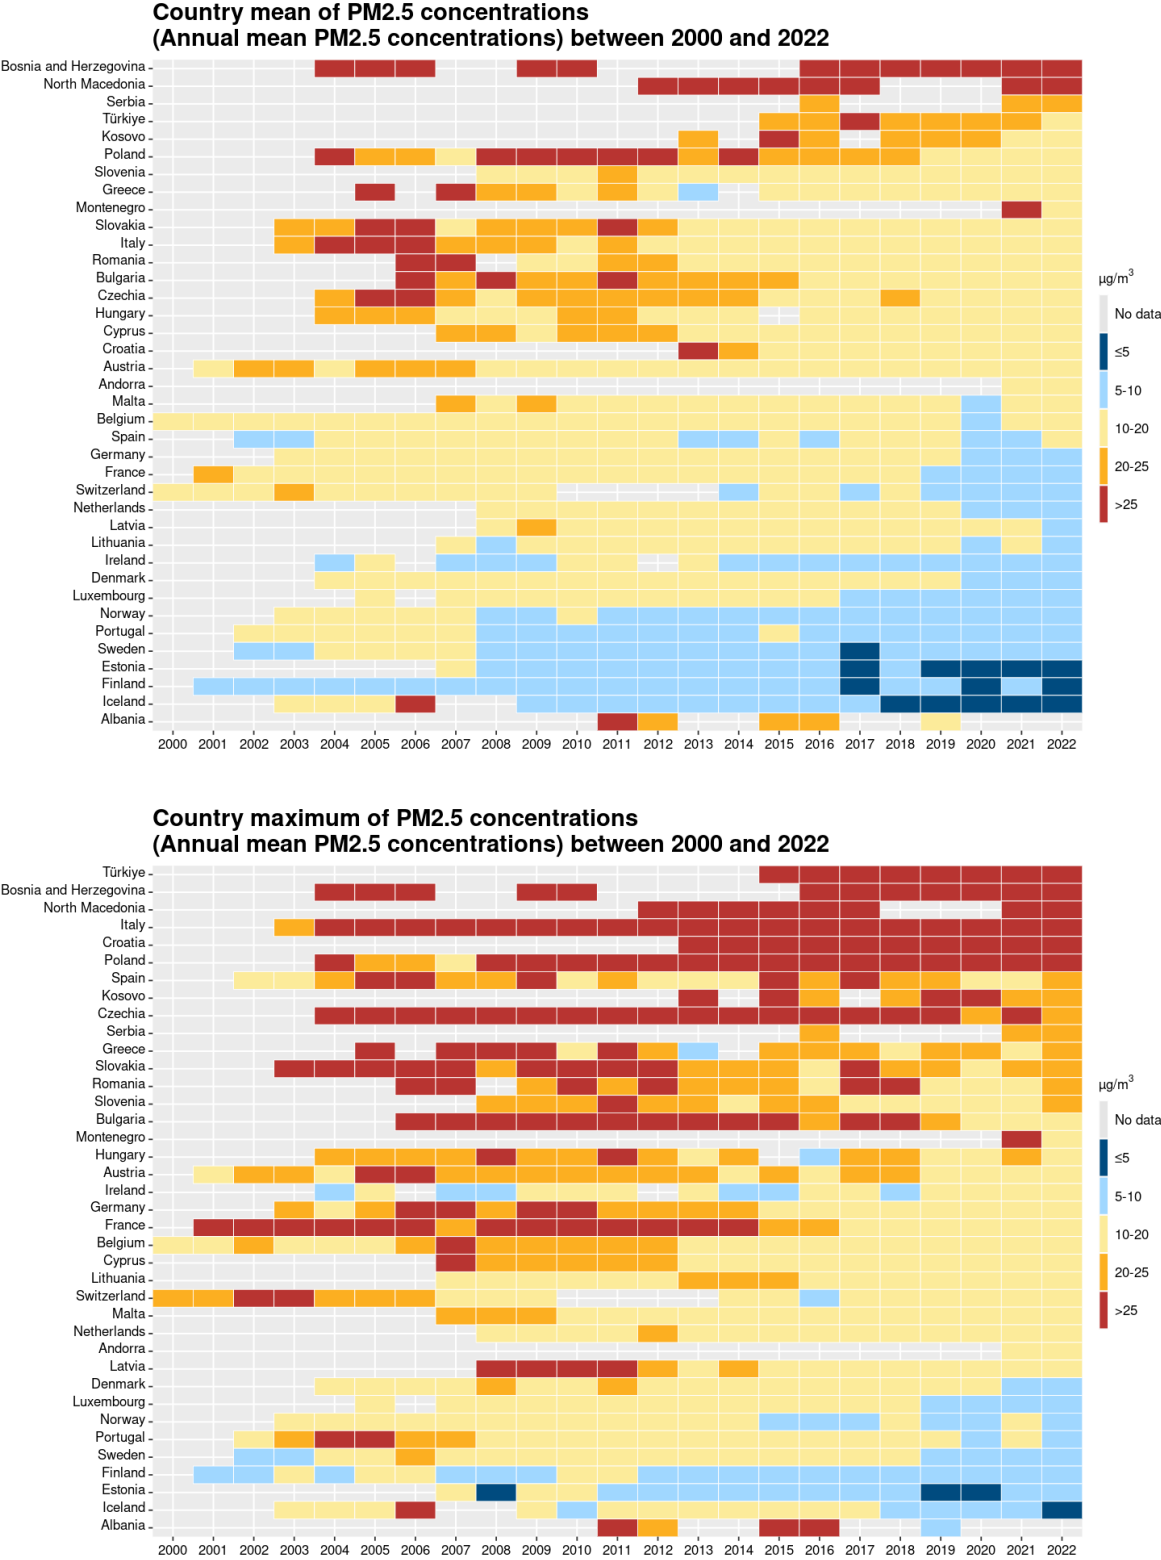 Country mean of PM2.5 concentrations
(Annual mean PM2.5 concentrations) between 2000 and 2022
Bosnia and Herzegovina
North Macedonia
Serbia
Türkiye
Kosovo
Poland
Slovenia
Greece
Montenegro
Slovakia
Italy
Romania
Bulgaria
Czechia
Hungary
Cyprus
Croatia
Austria
Andorra
Malta
Belgium
Spain
Germany
France
Switzerland
Netherlands
Latvia
Lithuania
Ireland
Denmark
Luxembourg
Norway
Portugal
Sweden
Estonia
Finland
Iceland
Albania
2000 2001 2002 2003 2004 2005 2006 2007 2008 2009 2010 2011 2012 2013 2014 2015 2016 2017 2018 2019 2020 2021 2022
µg/m³
No data
≤5
5-10
10-20
20-25
>25
Country maximum of PM2.5 concentrations
(Annual mean PM2.5 concentrations) between 2000 and 2022
Türkiye
Bosnia and Herzegovina
North Macedonia
Italy
Croatia
Poland
Spain
Kosovo
Czechia
Serbia
Greece
Slovakia
Romania
Slovenia
Bulgaria
Montenegro
Hungary
Austria
Ireland
Germany
France
Belgium
Cyprus
Lithuania
Switzerland
Malta
Netherlands
Andorra
Latvia
Denmark
Luxembourg
Norway
Portugal
Sweden
Finland
Estonia
Iceland
Albania
2000 2001 2002 2003 2004 2005 2006 2007 2008 2009 2010 2011 2012 2013 2014 2015 2016 2017 2018 2019 2020 2021 2022
µg/m³
No data
≤5
5-10
10-20
20-25
>25